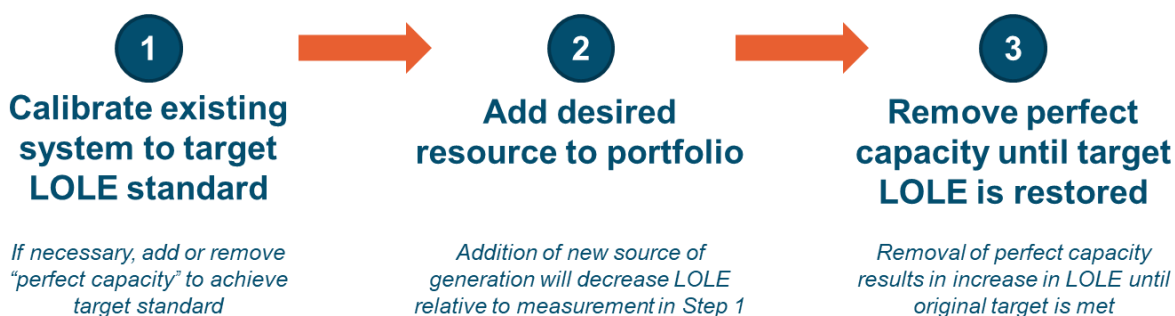 1
Calibrate existing
system to target
LOLE standard
If necessary, add or remove
“perfect capacity” to achieve
target standard
2
Add desired
resource to portfolio
Addition of new source of
generation will decrease LOLE
relative to measurement in Step 1
3
Remove perfect
capacity until target
LOLE is restored
Removal of perfect capacity
results in increase in LOLE until
original target is met